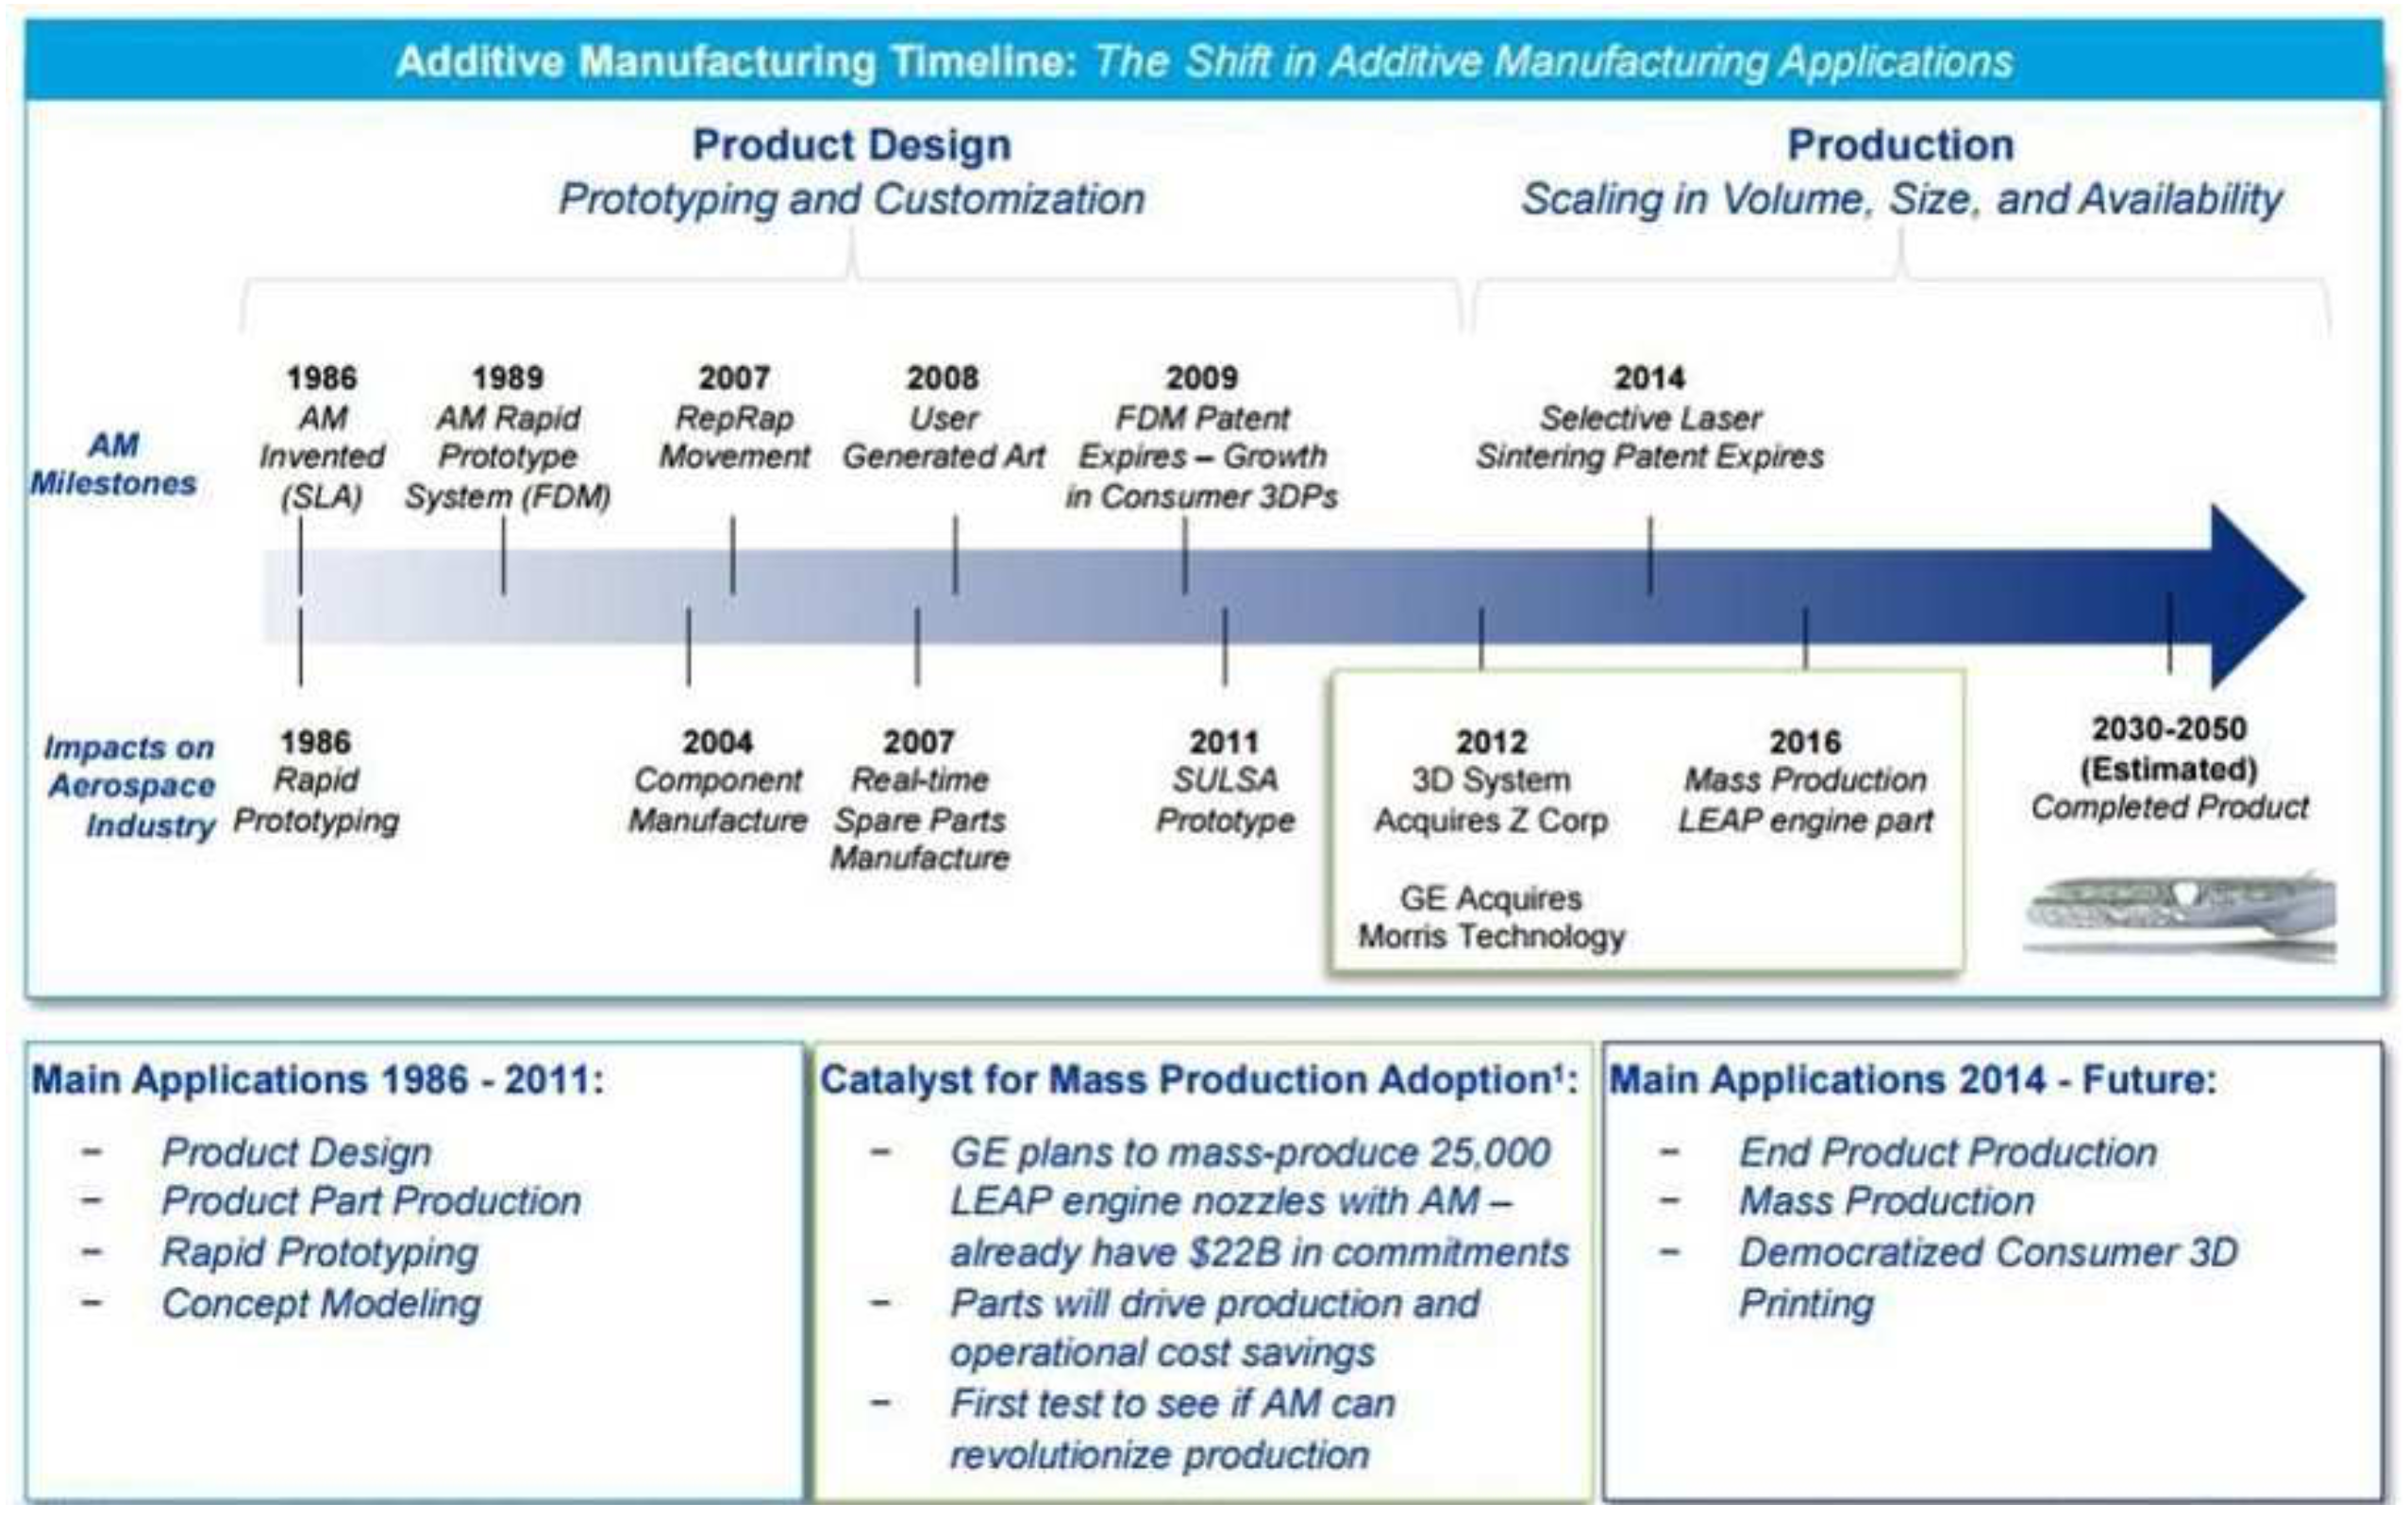 Additive Manufacturing Timeline: The Shift in Additive Manufacturing Applications
Product Design
Prototyping and Customization
Production
Scaling in Volume, Size, and Availability
AM
Milestones
1986
AM
Invented
(SLA)
1989
AM Rapid
Prototype
System (FDM)
2007
RepRap
Movement
2008
User
Generated Art
2009
FDM Patent
Expires – Growth
in Consumer 3DPs
2014
Selective Laser
Sintering Patent Expires
Impacts on
Aerospace
Industry
1986
Rapid
Prototyping
2004
Component
Manufacture
2007
Real-time
Spare Parts
Manufacture
2011
SULSA
Prototype
2012
3D System
Acquires Z Corp
GE Acquires
Morris Technology
2016
Mass Production
LEAP engine part
2030-2050
(Estimated)
Completed Product
Main Applications 1986 - 2011:
– Product Design
– Product Part Production
– Rapid Prototyping
– Concept Modeling
Catalyst for Mass Production Adoption¹:
– GE plans to mass-produce 25,000
LEAP engine nozzles with AM –
already have $22B in commitments
– Parts will drive production and
operational cost savings
– First test to see if AM can
revolutionize production
Main Applications 2014 - Future:
– End Product Production
– Mass Production
– Democratized Consumer 3D
Printing